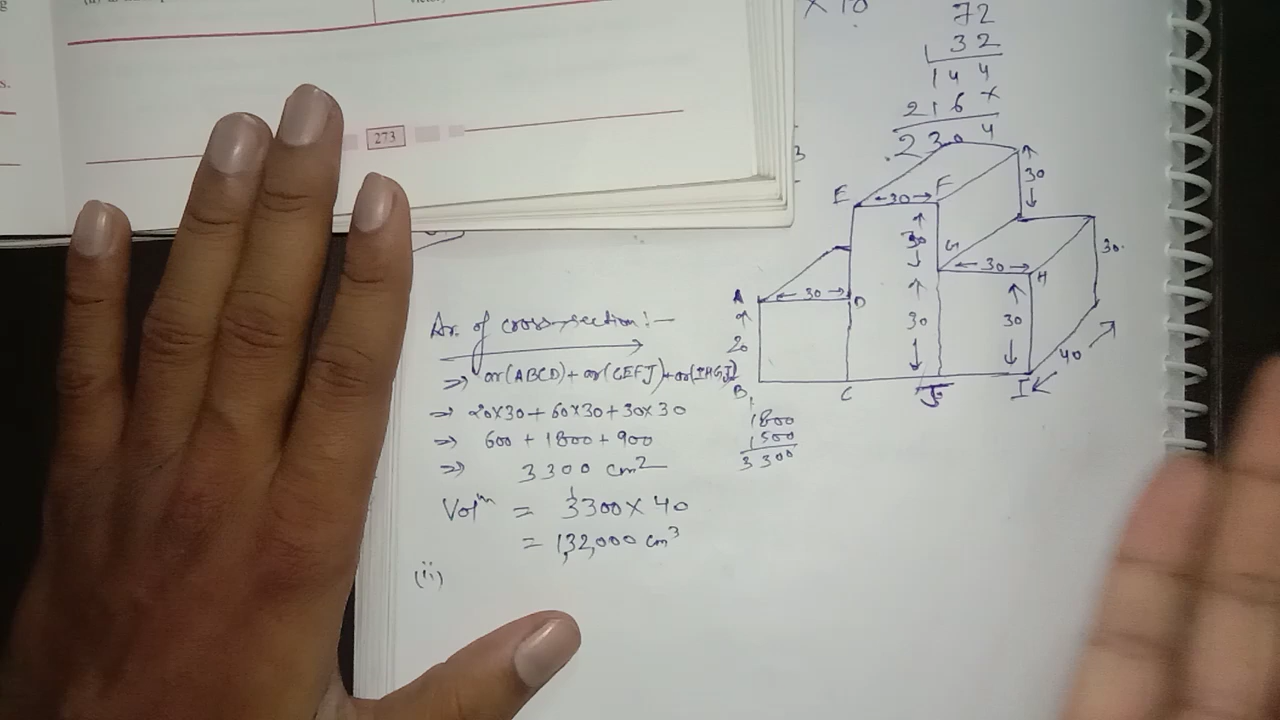 273
× 10
72
32
144
216×
2304
E ←30→ F
30
30
G ←30→ H
30
A ←30→ D
20
30
30
40
B C J I
Ar. of cross-section:-
⇒ ar(ABCD) + ar(CEFJ) + ar(IHGJ)
⇒ 20×30 + 60×30 + 30×30
⇒ 600 + 1800 + 900
⇒ 3300 cm²
1800
1500
3300
Volᵐ = 3300 × 40
= 1,32,000 cm³
(ii)